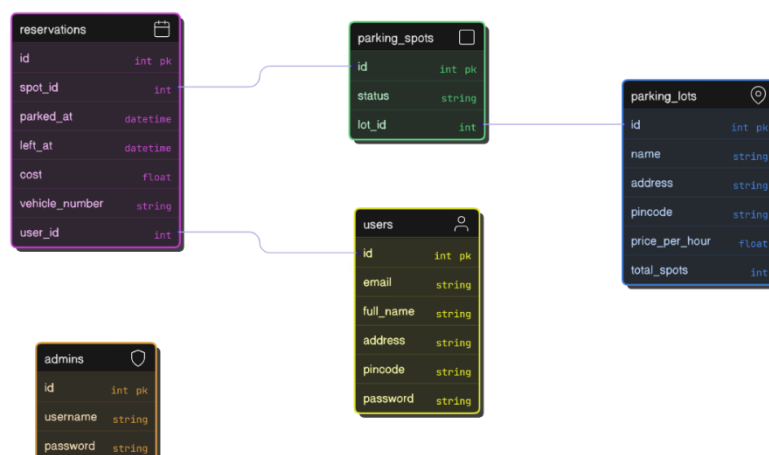 reservations
id int pk
spot_id int
parked_at datetime
left_at datetime
cost float
vehicle_number string
user_id int
parking_spots
id int pk
status string
lot_id int
parking_lots
id int pk
name string
address string
pincode string
price_per_hour float
total_spots int
users
id int pk
email string
full_name string
address string
pincode string
password string
admins
id int pk
username string
password string